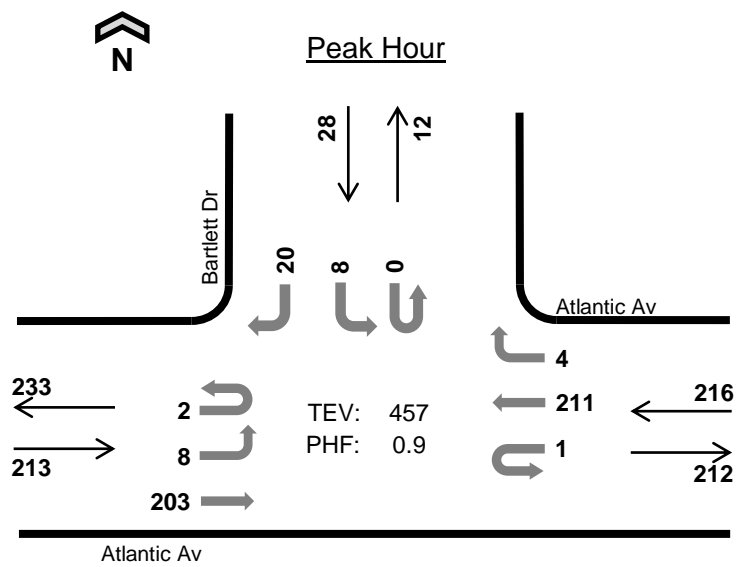 N
Peak Hour
28
12
Bartlett Dr
20
8
0
Atlantic Av
4
233
2
TEV: 457
211
216
213
8
PHF: 0.9
1
212
203
Atlantic Av